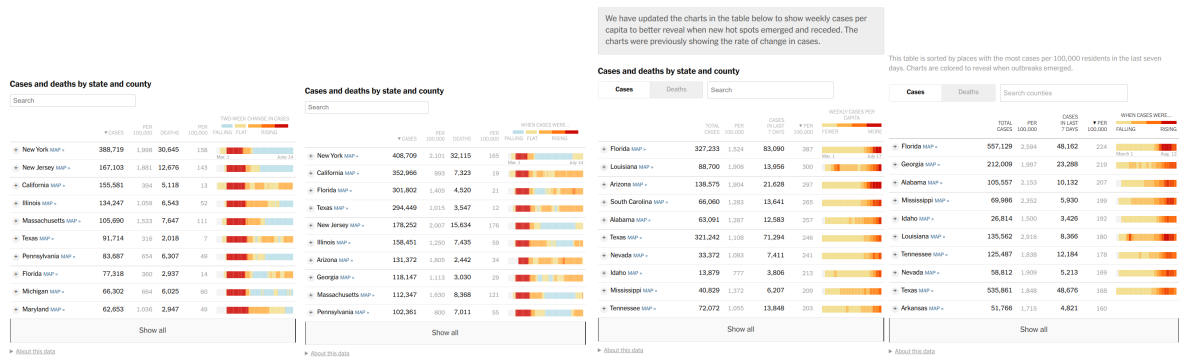 Cases and deaths by state and county
Search
TWO WEEK CHANGE IN CASES
▼CASES PER 100,000 DEATHS PER 100,000 FALLING FLAT RISING
+ New York MAP » 388,719 1,998 30,645 158
Mar. 1 June 14
+ New Jersey MAP » 167,103 1,881 12,676 143
+ California MAP » 155,581 394 5,118 13
+ Illinois MAP » 134,247 1,059 6,543 52
+ Massachusetts MAP » 105,690 1,533 7,647 111
+ Texas MAP » 91,714 316 2,018 7
+ Pennsylvania MAP » 83,687 654 6,307 49
+ Florida MAP » 77,318 360 2,937 14
+ Michigan MAP » 66,302 664 6,025 60
+ Maryland MAP » 62,653 1,036 2,947 49
Show all
► About this data
Cases and deaths by state and county
Search
WHEN CASES WERE...
▼CASES PER 100,000 DEATHS PER 100,000 FALLING FLAT RISING
+ New York MAP » 408,709 2,101 32,115 165
+ California MAP » 352,966 893 7,323 19
+ Florida MAP » 301,802 1,405 4,520 21
+ Texas MAP » 294,449 1,015 3,547 12
+ New Jersey MAP » 178,252 2,007 15,634 176
+ Illinois MAP » 158,451 1,250 7,435 59
+ Arizona MAP » 131,372 1,805 2,442 34
+ Georgia MAP » 118,147 1,113 3,030 29
+ Massachusetts MAP » 112,347 1,630 8,368 121
+ Pennsylvania MAP » 102,361 800 7,011 55
Show all
► About this data
We have updated the charts in the table below to show weekly cases per
capita to better reveal when new hot spots emerged and receded. The
charts were previously showing the rate of change in cases.
Cases and deaths by state and county
Cases Deaths Search
WEEKLY CASES PER CAPITA
TOTAL CASES PER 100,000 CASES IN LAST 7 DAYS ▼ PER 100,000 FEWER MORE
+ Florida MAP » 327,233 1,524 83,090 387
Mar. 1 July 17
+ Louisiana MAP » 88,700 1,908 13,956 300
+ Arizona MAP » 138,575 1,904 21,628 297
+ South Carolina MAP » 66,060 1,283 13,641 265
+ Alabama MAP » 63,091 1,287 12,583 257
+ Texas MAP » 321,242 1,108 71,294 246
+ Nevada MAP » 33,372 1,083 7,411 241
+ Idaho MAP » 13,879 777 3,806 213
+ Mississippi MAP » 40,829 1,372 6,207 209
+ Tennessee MAP » 72,072 1,055 13,848 203
Show all
► About this data
This table is sorted by places with the most cases per 100,000 residents in the last seven
days. Charts are colored to reveal when outbreaks emerged.
Cases Deaths Search counties
WHEN CASES WERE...
TOTAL CASES PER 100,000 CASES IN LAST 7 DAYS ▼ PER 100,000 FALLING RISING
+ Florida MAP » 557,129 2,594 48,162 224
March 1 Aug. 12
+ Georgia MAP » 212,009 1,997 23,288 219
+ Alabama MAP » 105,557 2,153 10,132 207
+ Mississippi MAP » 69,986 2,352 5,930 199
+ Idaho MAP » 26,814 1,500 3,426 192
+ Louisiana MAP » 135,562 2,916 8,366 180
+ Tennessee MAP » 125,487 1,838 12,184 178
+ Nevada MAP » 58,812 1,909 5,213 169
+ Texas MAP » 535,861 1,848 48,676 168
+ Arkansas MAP » 51,766 1,715 4,821 160
Show all
► About this data